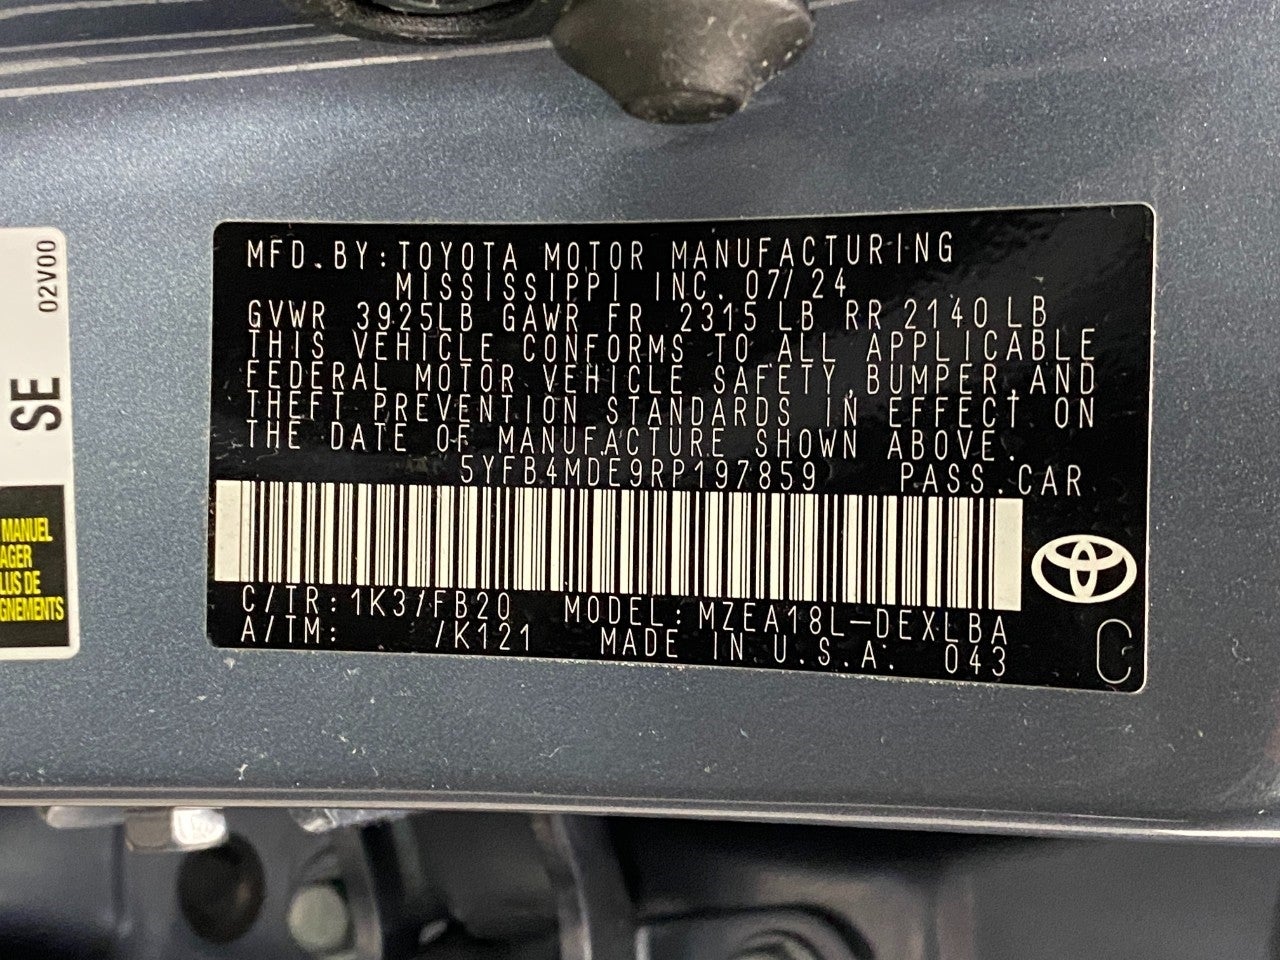 02V00
SE
MANUEL
AGER
LUS DE
GNEMENTS
MFD.BY:TOYOTA MOTOR MANUFACTURING
MISSISSIPPI INC. 07/24
GVWR 3925LB GAWR FR 2315 LB RR 2140 LB
THIS VEHICLE CONFORMS TO ALL APPLICABLE
FEDERAL MOTOR VEHICLE SAFETY,BUMPER,AND
THEFT PREVENTION STANDARDS IN EFFECT ON
THE DATE OF MANUFACTURE SHOWN ABOVE.
5YFB4MDE9RP197859 PASS.CAR
C/TR:1K3/FB20 MODEL:MZEA18L-DEXLBA
A/TM: /K121 MADE IN U.S.A. 043
C